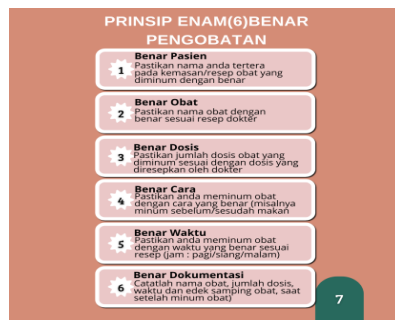 PRINSIP ENAM(6)BENAR
PENGOBATAN
1
Benar Pasien
Pastikan nama anda tertera
pada kemasan/resep obat yang
diminum dengan benar
2
Benar Obat
Pastikan nama obat dengan
benar sesuai resep dokter
3
Benar Dosis
Pastikan jumlah dosis obat yang
diminum sesuai dengan dosis yang
diresepkan oleh dokter
4
Benar Cara
Pastikan anda meminum obat
dengan cara yang benar (misalnya
minum sebelum/sesudah makan
5
Benar Waktu
Pastikan anda meminum obat
dengan waktu yang benar sesuai
resep (jam : pagi/siang/malam)
6
Benar Dokumentasi
Catatlah nama obat, jumlah dosis,
waktu dan edek samping obat, saat
setelah minum obat)
7